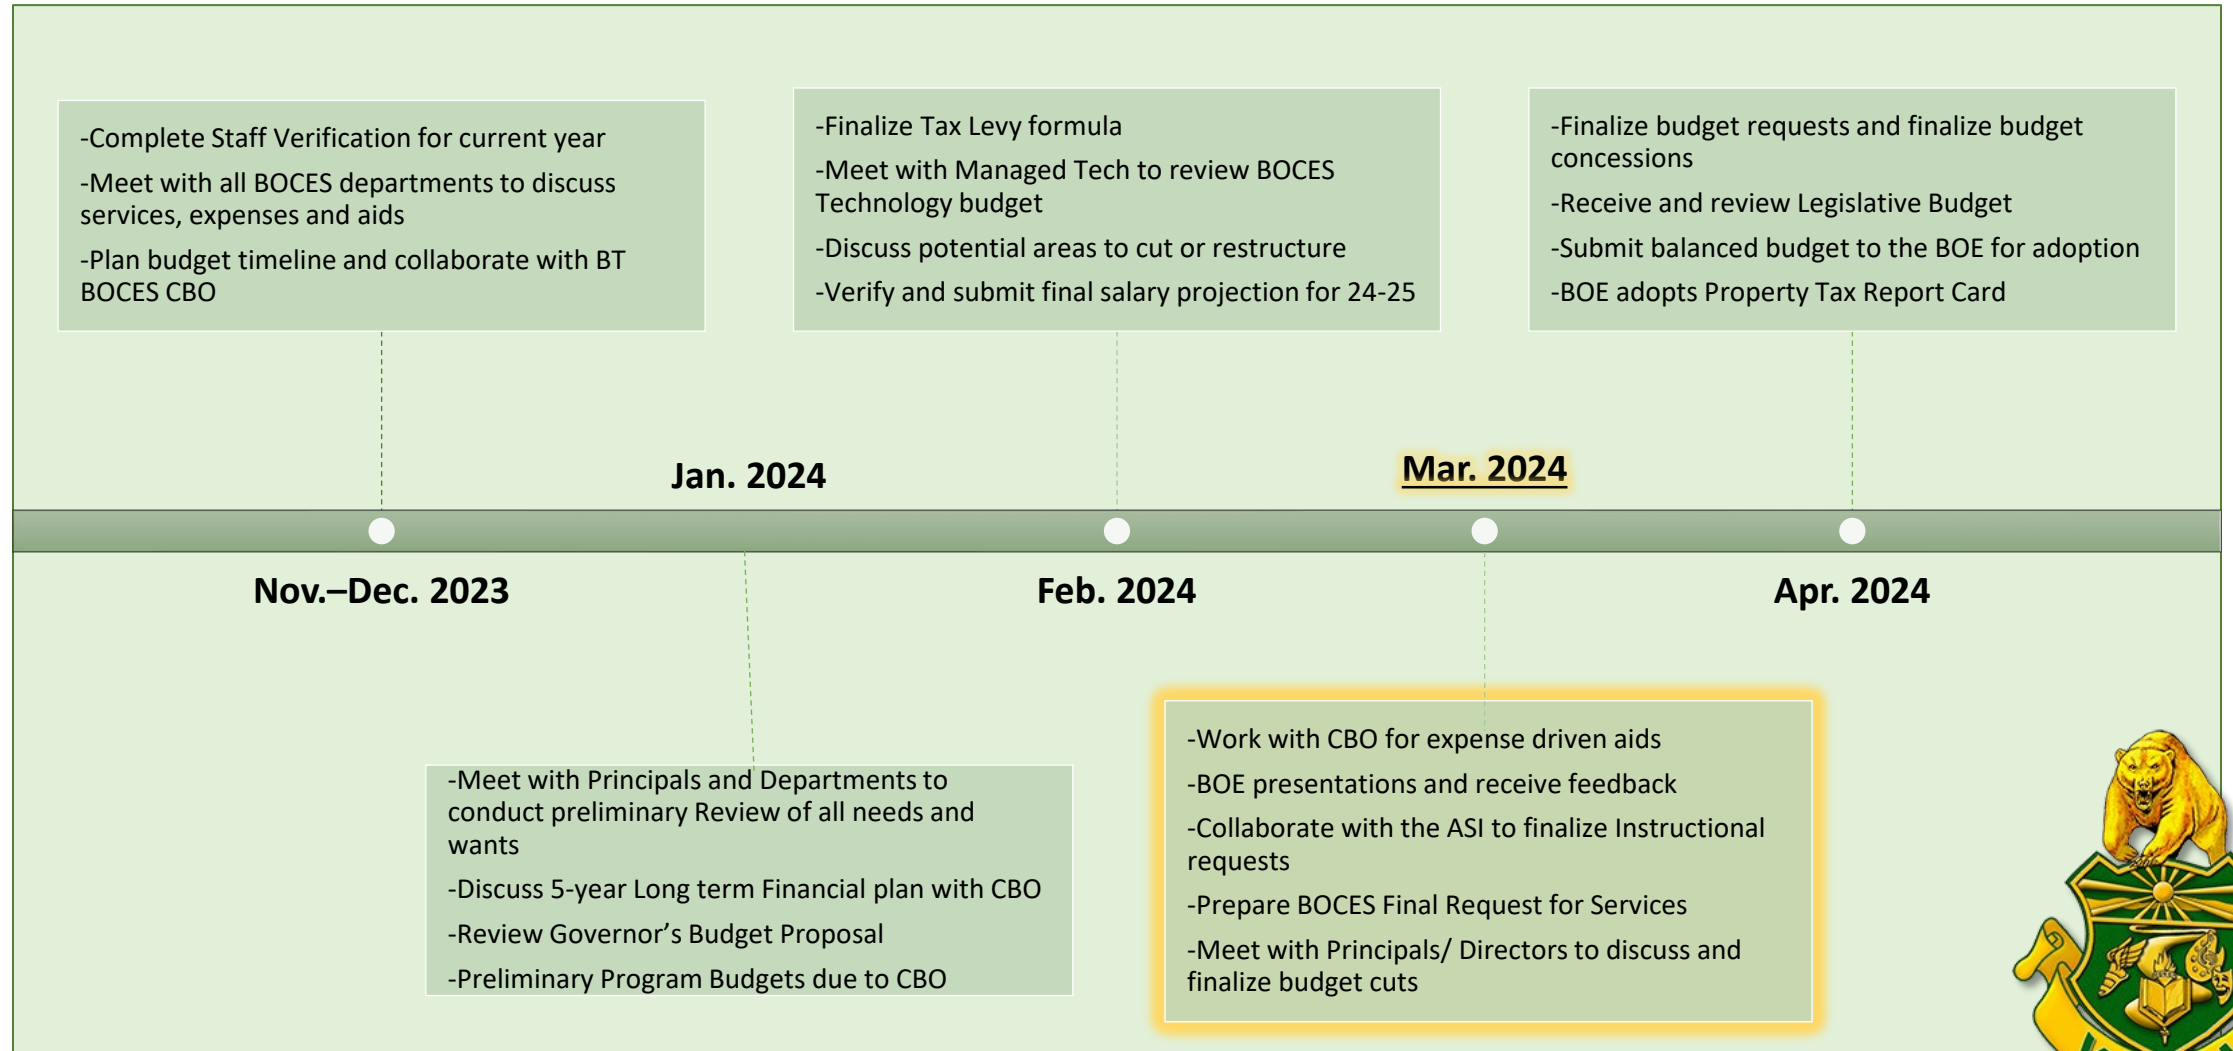 -Complete Staff Verification for current year
-Meet with all BOCES departments to discuss
services, expenses and aids
-Plan budget timeline and collaborate with BT
BOCES CBO
-Finalize Tax Levy formula
-Meet with Managed Tech to review BOCES
Technology budget
-Discuss potential areas to cut or restructure
-Verify and submit final salary projection for 24-25
-Finalize budget requests and finalize budget
concessions
-Receive and review Legislative Budget
-Submit balanced budget to the BOE for adoption
-BOE adopts Property Tax Report Card
Jan. 2024
Mar. 2024
Nov.–Dec. 2023
Feb. 2024
Apr. 2024
-Meet with Principals and Departments to
conduct preliminary Review of all needs and
wants
-Discuss 5-year Long term Financial plan with CBO
-Review Governor’s Budget Proposal
-Preliminary Program Budgets due to CBO
-Work with CBO for expense driven aids
-BOE presentations and receive feedback
-Collaborate with the ASI to finalize Instructional
requests
-Prepare BOCES Final Request for Services
-Meet with Principals/ Directors to discuss and
finalize budget cuts